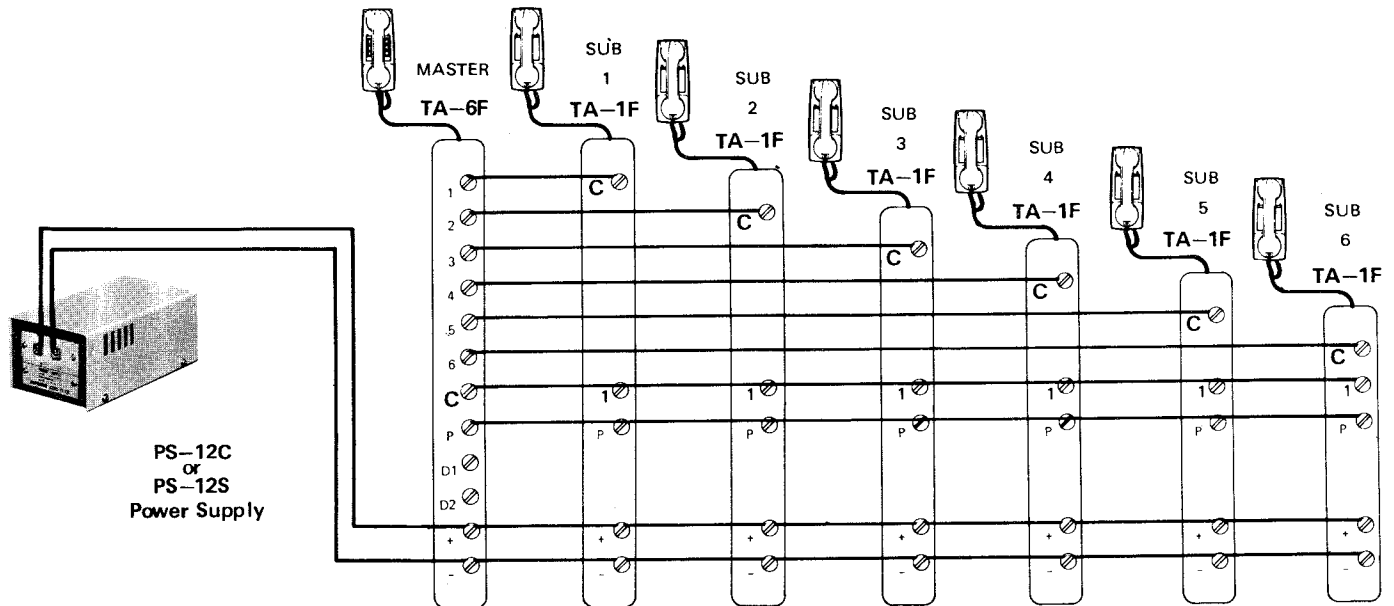 MASTER
TA-6F
SUB
1
TA-1F
SUB
2
TA-1F
SUB
3
TA-1F
SUB
4
TA-1F
SUB
5
TA-1F
SUB
6
TA-1F
1
C
2
C
3
C
4
C
5
C
6
C
C
1
1
1
1
1
1
P
P
P
P
P
P
P
D1
D2
+
+
+
+
+
+
+
-
-
-
-
-
-
-
PS-12C
or
PS-12S
Power Supply